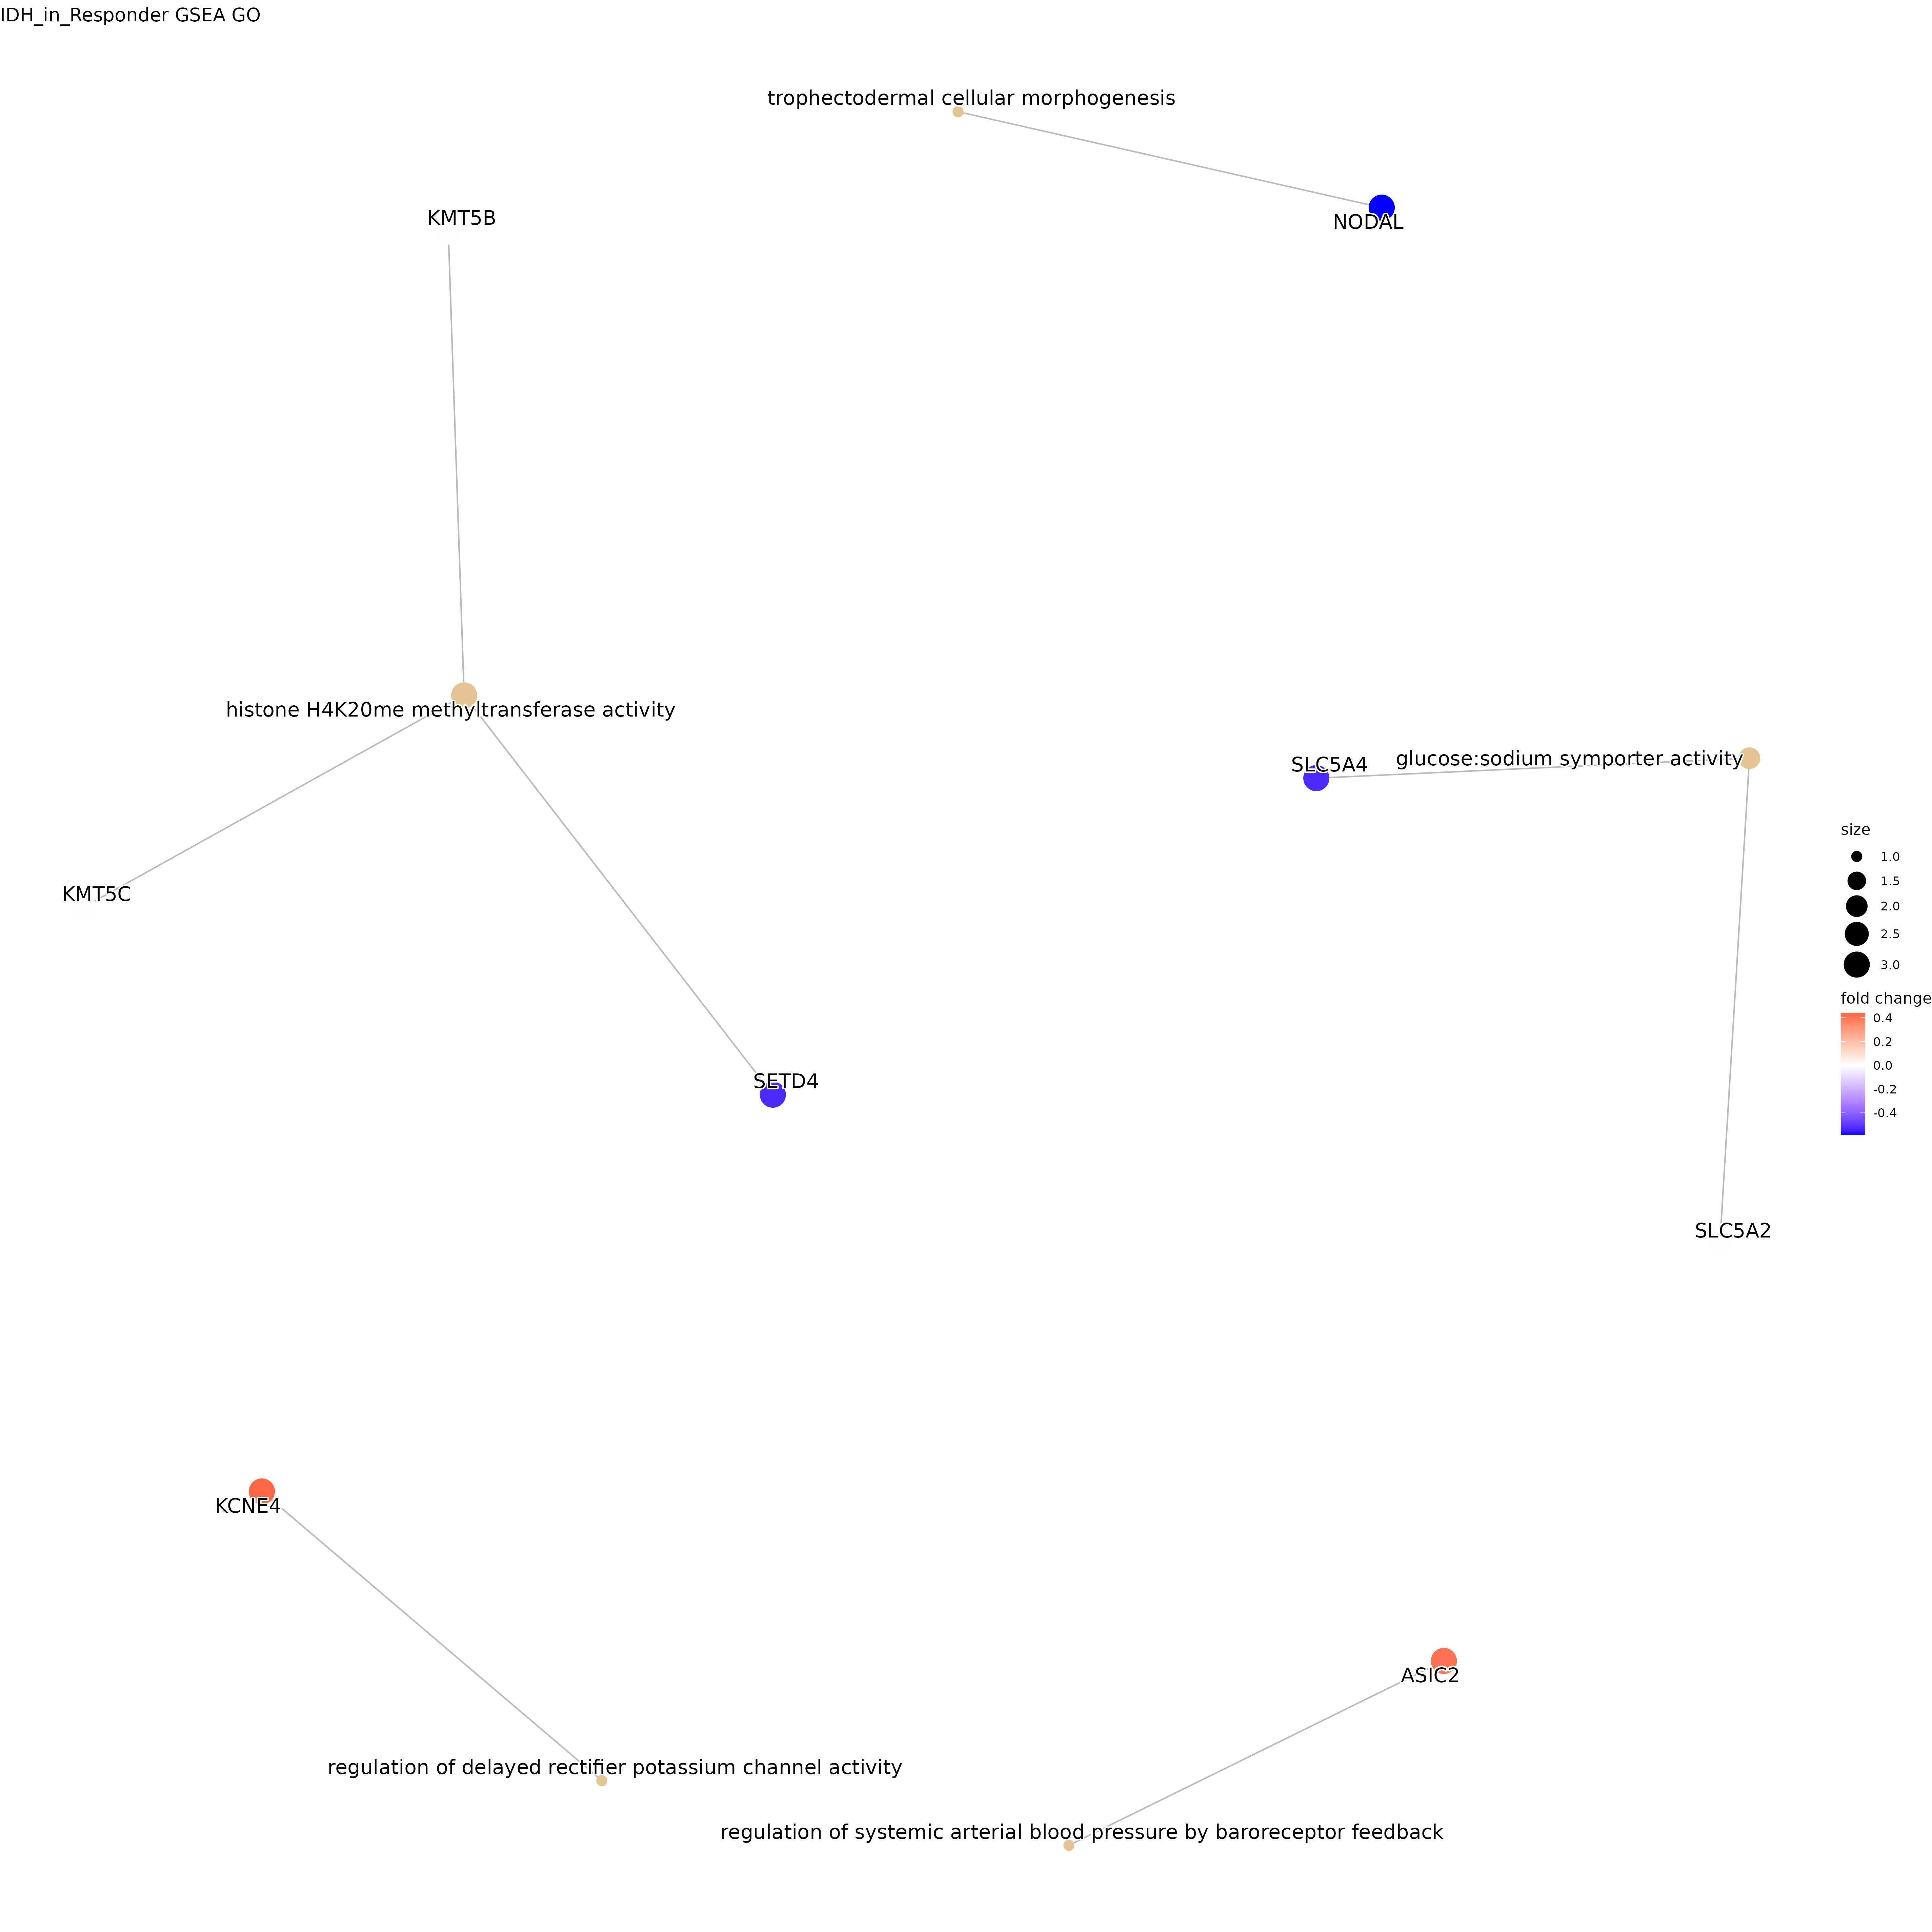 IDH_in_Responder GSEA GO
trophectodermal cellular morphogenesis
KMT5B
NODAL
histone H4K20me methyltransferase activity
glucose:sodium symporter activity
SLC5A4
size
1.0
1.5
KMT5C
2.0
2.5
3.0
fold change
0.4
0.2
0.0
SETD4
-0.2
-0.4
SLC5A2
KCNE4
ASIC2
regulation of delayed rectifier potassium channel activity
regulation of systemic arterial blood pressure by baroreceptor feedback